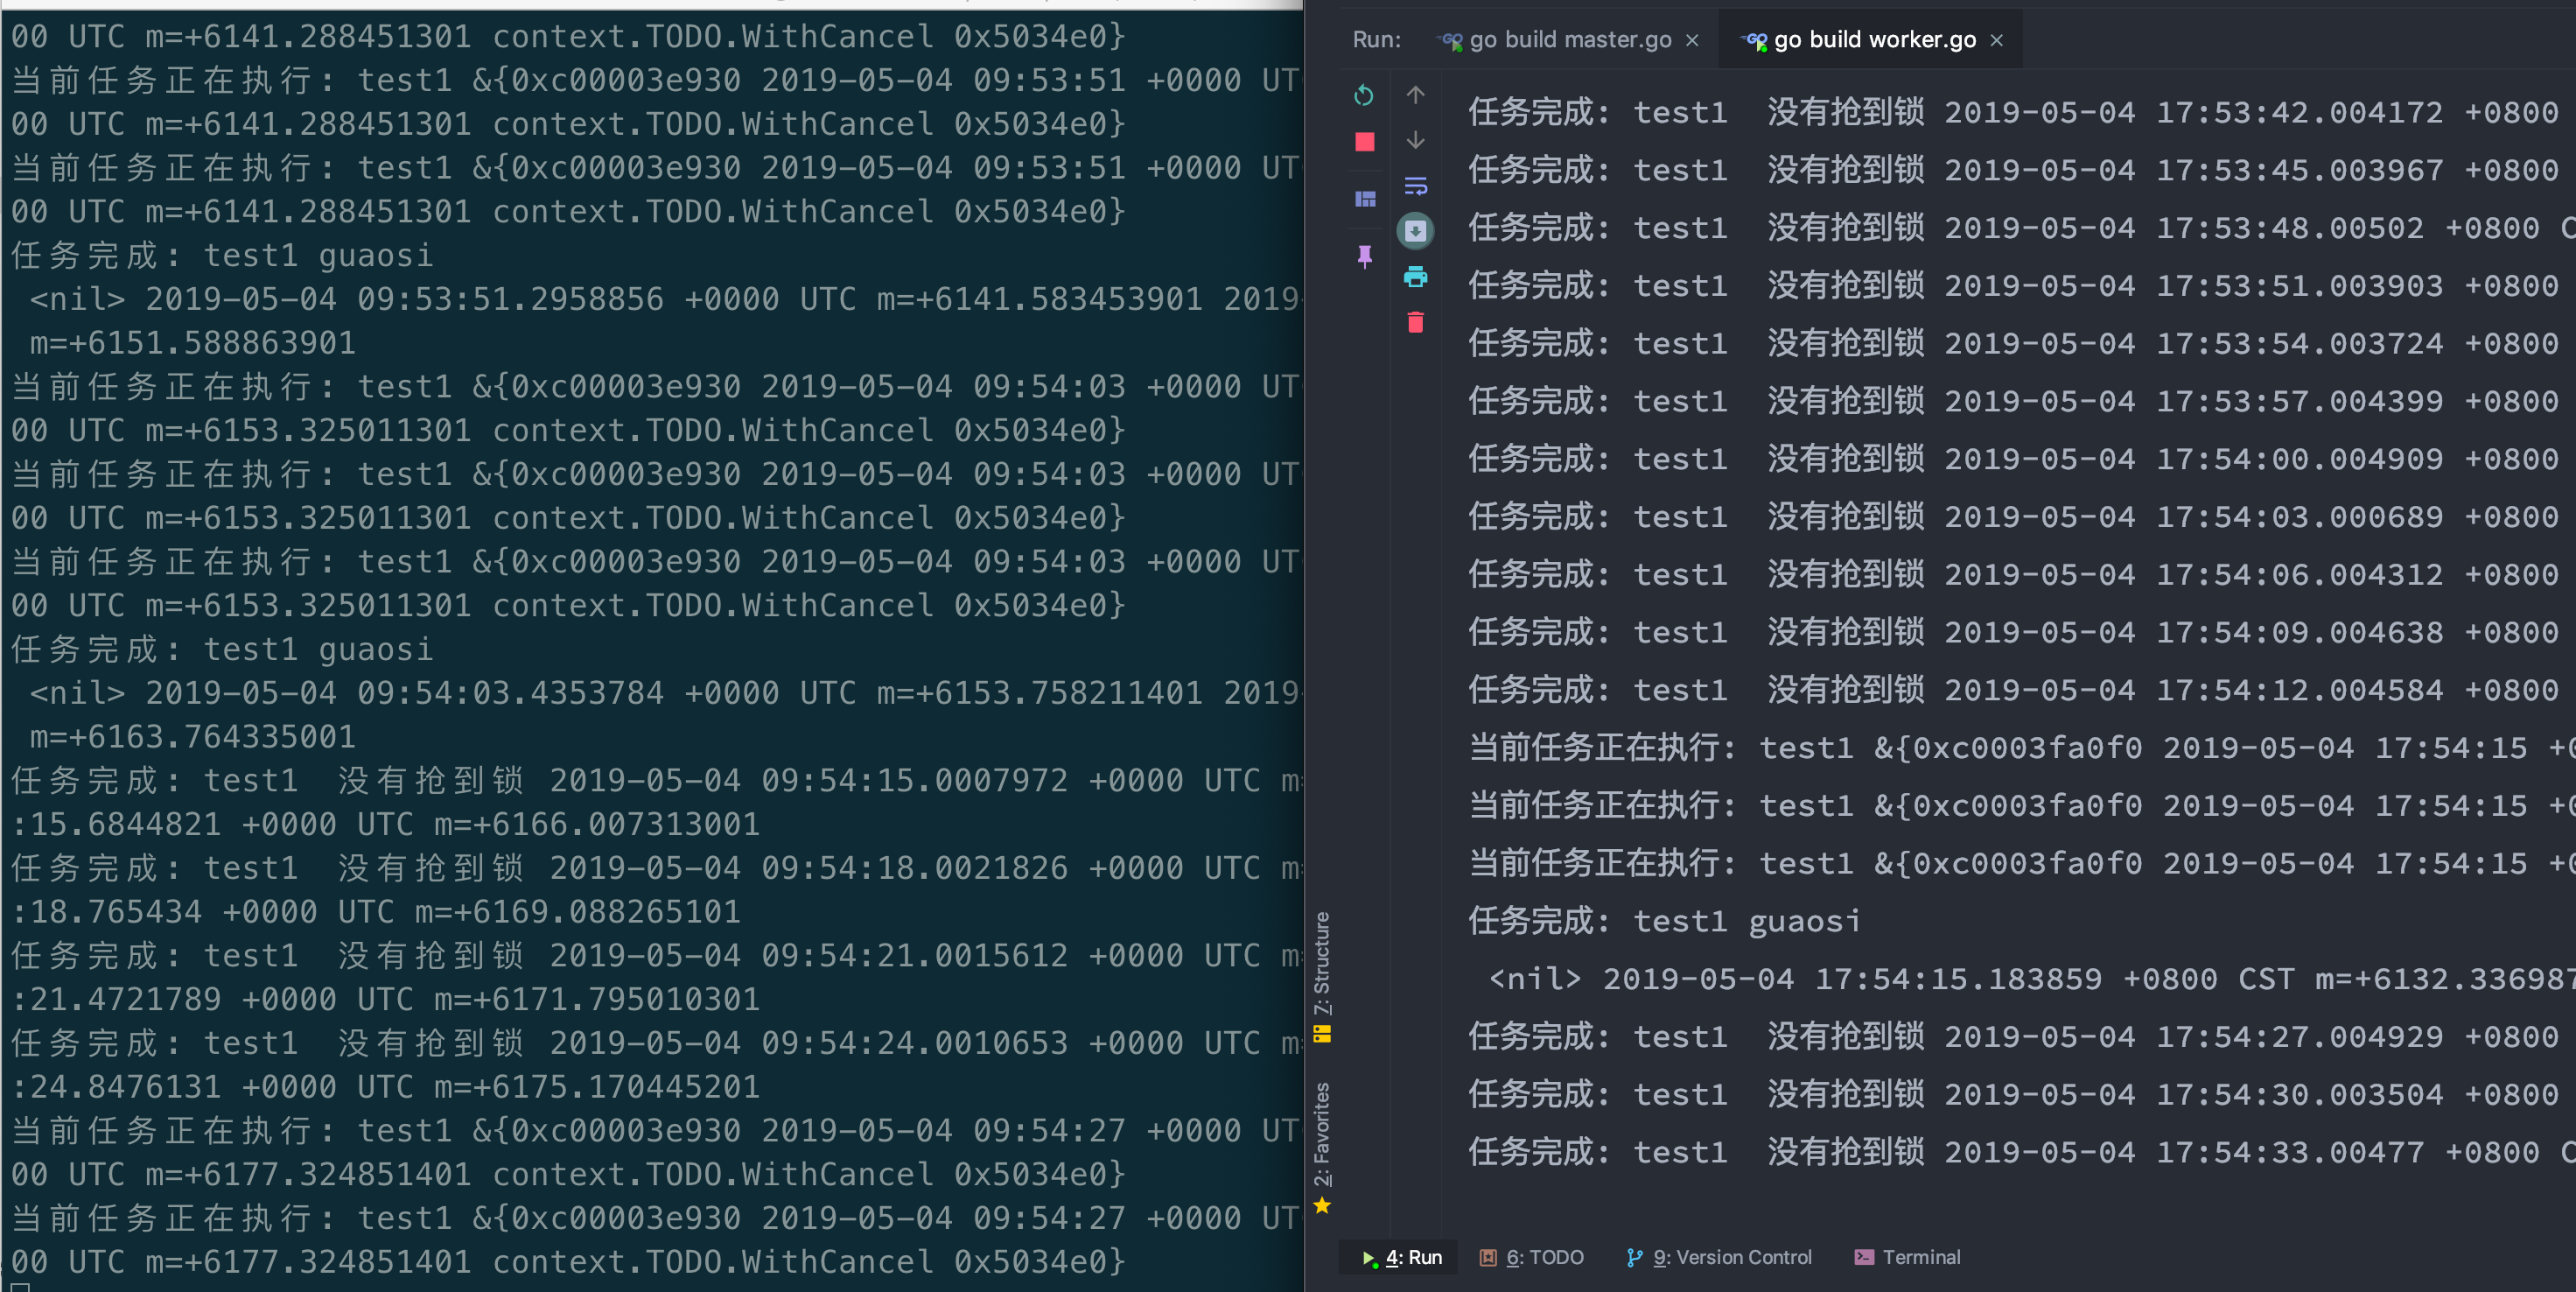 00 UTC m=+6141.288451301 context.TODO.WithCancel 0x5034e0}
当前任务正在执行: test1 &{0xc00003e930 2019-05-04 09:53:51 +0000 UT
00 UTC m=+6141.288451301 context.TODO.WithCancel 0x5034e0}
当前任务正在执行: test1 &{0xc00003e930 2019-05-04 09:53:51 +0000 UT
00 UTC m=+6141.288451301 context.TODO.WithCancel 0x5034e0}
任务完成: test1 guaosi
<nil> 2019-05-04 09:53:51.2958856 +0000 UTC m=+6141.583453901 2019-
m=+6151.588863901
当前任务正在执行: test1 &{0xc00003e930 2019-05-04 09:54:03 +0000 UT
00 UTC m=+6153.325011301 context.TODO.WithCancel 0x5034e0}
当前任务正在执行: test1 &{0xc00003e930 2019-05-04 09:54:03 +0000 UT
00 UTC m=+6153.325011301 context.TODO.WithCancel 0x5034e0}
当前任务正在执行: test1 &{0xc00003e930 2019-05-04 09:54:03 +0000 UT
00 UTC m=+6153.325011301 context.TODO.WithCancel 0x5034e0}
任务完成: test1 guaosi
<nil> 2019-05-04 09:54:03.4353784 +0000 UTC m=+6153.758211401 2019-
m=+6163.764335001
任务完成: test1 没有抢到锁 2019-05-04 09:54:15.0007972 +0000 UTC m=
:15.6844821 +0000 UTC m=+6166.007313001
任务完成: test1 没有抢到锁 2019-05-04 09:54:18.0021826 +0000 UTC m=
:18.765434 +0000 UTC m=+6169.088265101
任务完成: test1 没有抢到锁 2019-05-04 09:54:21.0015612 +0000 UTC m=
:21.4721789 +0000 UTC m=+6171.795010301
任务完成: test1 没有抢到锁 2019-05-04 09:54:24.0010653 +0000 UTC m=
:24.8476131 +0000 UTC m=+6175.170445201
当前任务正在执行: test1 &{0xc00003e930 2019-05-04 09:54:27 +0000 UT
00 UTC m=+6177.324851401 context.TODO.WithCancel 0x5034e0}
当前任务正在执行: test1 &{0xc00003e930 2019-05-04 09:54:27 +0000 UT
00 UTC m=+6177.324851401 context.TODO.WithCancel 0x5034e0}
Run: go build master.go × go build worker.go ×
任务完成: test1 没有抢到锁 2019-05-04 17:53:42.004172 +0800
任务完成: test1 没有抢到锁 2019-05-04 17:53:45.003967 +0800
任务完成: test1 没有抢到锁 2019-05-04 17:53:48.00502 +0800 C
任务完成: test1 没有抢到锁 2019-05-04 17:53:51.003903 +0800
任务完成: test1 没有抢到锁 2019-05-04 17:53:54.003724 +0800
任务完成: test1 没有抢到锁 2019-05-04 17:53:57.004399 +0800
任务完成: test1 没有抢到锁 2019-05-04 17:54:00.004909 +0800
任务完成: test1 没有抢到锁 2019-05-04 17:54:03.000689 +0800
任务完成: test1 没有抢到锁 2019-05-04 17:54:06.004312 +0800
任务完成: test1 没有抢到锁 2019-05-04 17:54:09.004638 +0800
任务完成: test1 没有抢到锁 2019-05-04 17:54:12.004584 +0800
当前任务正在执行: test1 &{0xc0003fa0f0 2019-05-04 17:54:15 +0
当前任务正在执行: test1 &{0xc0003fa0f0 2019-05-04 17:54:15 +0
当前任务正在执行: test1 &{0xc0003fa0f0 2019-05-04 17:54:15 +0
任务完成: test1 guaosi
<nil> 2019-05-04 17:54:15.183859 +0800 CST m=+6132.336987
任务完成: test1 没有抢到锁 2019-05-04 17:54:27.004929 +0800
任务完成: test1 没有抢到锁 2019-05-04 17:54:30.003504 +0800
任务完成: test1 没有抢到锁 2019-05-04 17:54:33.00477 +0800 C
7: Structure
2: Favorites
4: Run 6: TODO 9: Version Control Terminal